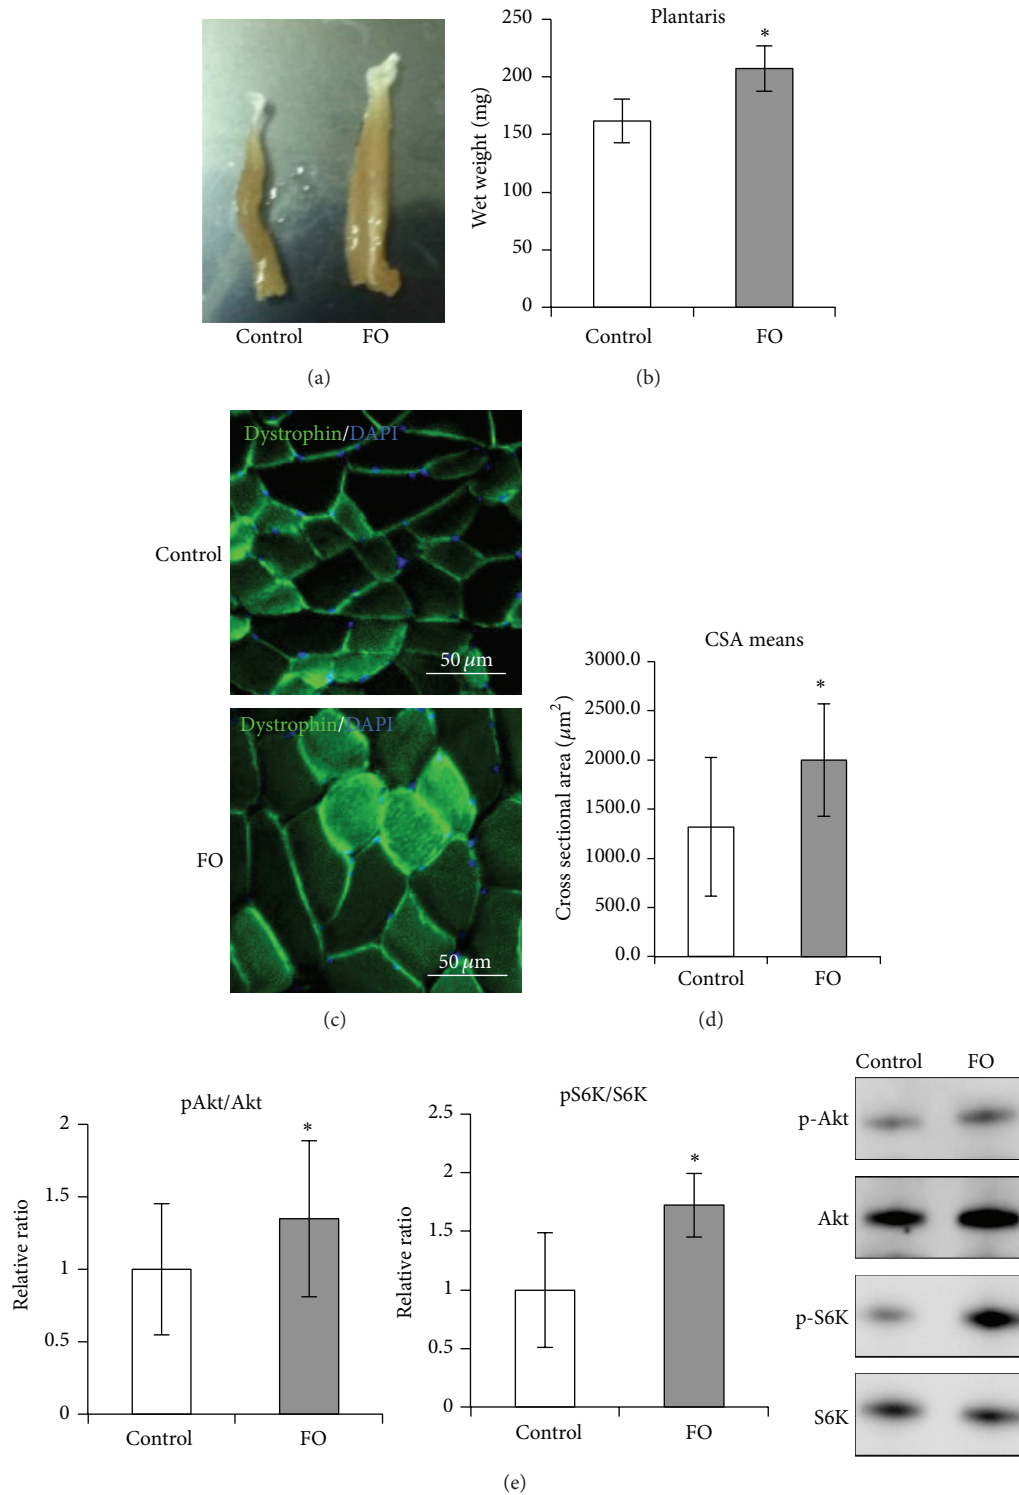 Control FO
(a)
Plantaris
Wet weight (mg)
250
200
150
100
50
0
*
Control FO
(b)
Dystrophin/DAPI
Control
50 μm
Dystrophin/DAPI
FO
50 μm
(c)
CSA means
Cross sectional area (μm²)
3000.0
2500.0
2000.0
1500.0
1000.0
500.0
0.0
*
Control FO
(d)
pAkt/Akt
Relative ratio
2
1.5
1
0.5
0
*
Control FO
pS6K/S6K
Relative ratio
2.5
2
1.5
1
0.5
0
*
Control FO
Control FO
p-Akt
Akt
p-S6K
S6K
(e)